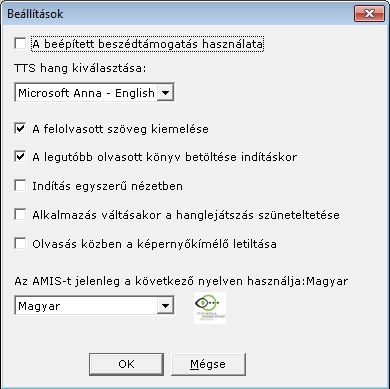 Beállítások
A beépített beszédtámogatás használata
TTS hang kiválasztása:
Microsoft Anna - English
A felolvasott szöveg kiemelése
A legutóbb olvasott könyv betöltése indításkor
Indítás egyszerű nézetben
Alkalmazás váltásakor a hanglejátszás szüneteltetése
Olvasás közben a képernyőkímélő letiltása
Az AMIS-t jelenleg a következő nyelven használja:Magyar
Magyar
OK
Mégse